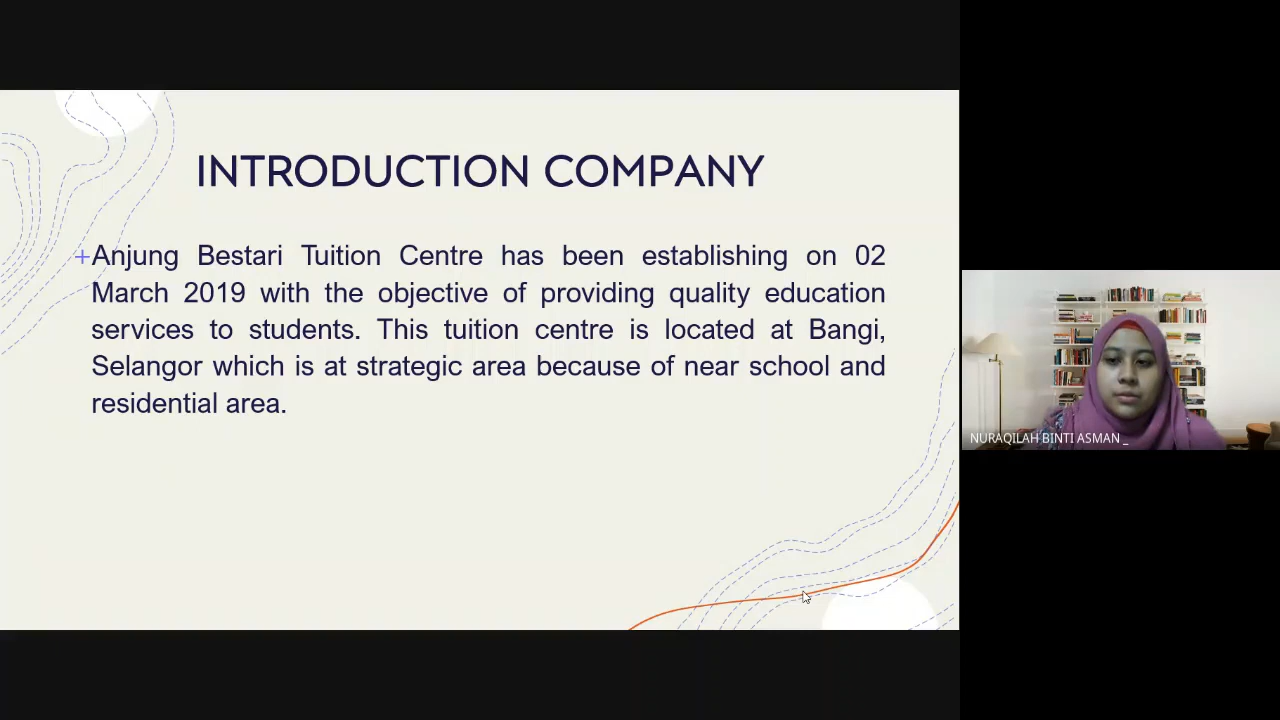 INTRODUCTION COMPANY
+Anjung Bestari Tuition Centre has been establishing on 02
March 2019 with the objective of providing quality education
services to students. This tuition centre is located at Bangi,
Selangor which is at strategic area because of near school and
residential area.
NURAQILAH BINTI ASMAN _